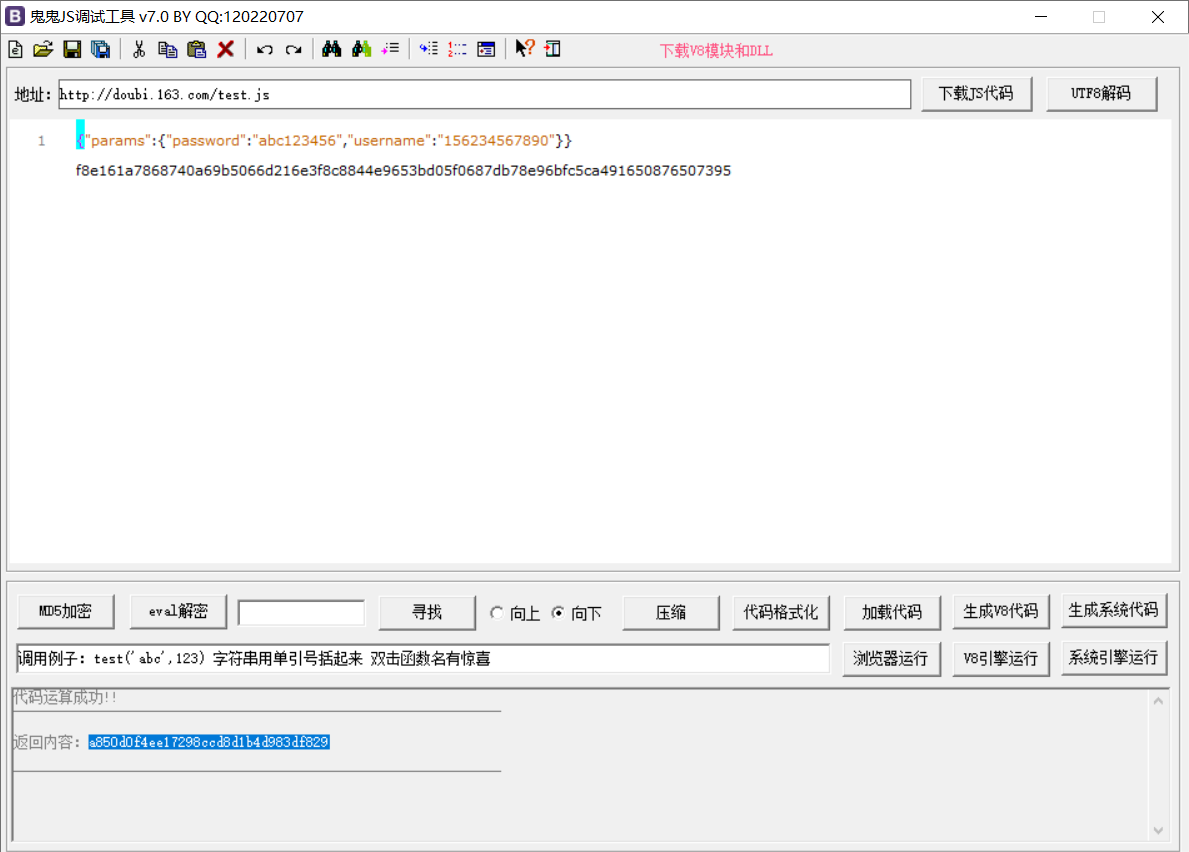 B 鬼鬼JS调试工具 v7.0 BY QQ:120220707
下载V8模块和DLL
地址: http://doubi.163.com/test.js 下载JS代码 UTF8解码
1 {"params":{"password":"abc123456","username":"156234567890"}}
f8e161a7868740a69b5066d216e3f8c8844e9653bd05f0687db78e96bfc5ca491650876507395
MD5加密 eval解密 寻找 向上 向下 压缩 代码格式化 加载代码 生成V8代码 生成系统代码
调用例子: test('abc',123) 字符串用单引号括起来 双击函数名有惊喜 浏览器运行 V8引擎运行 系统引擎运行
代码运算成功!!
返回内容: a850d0f4ee17298ccd8d1b4d983df829